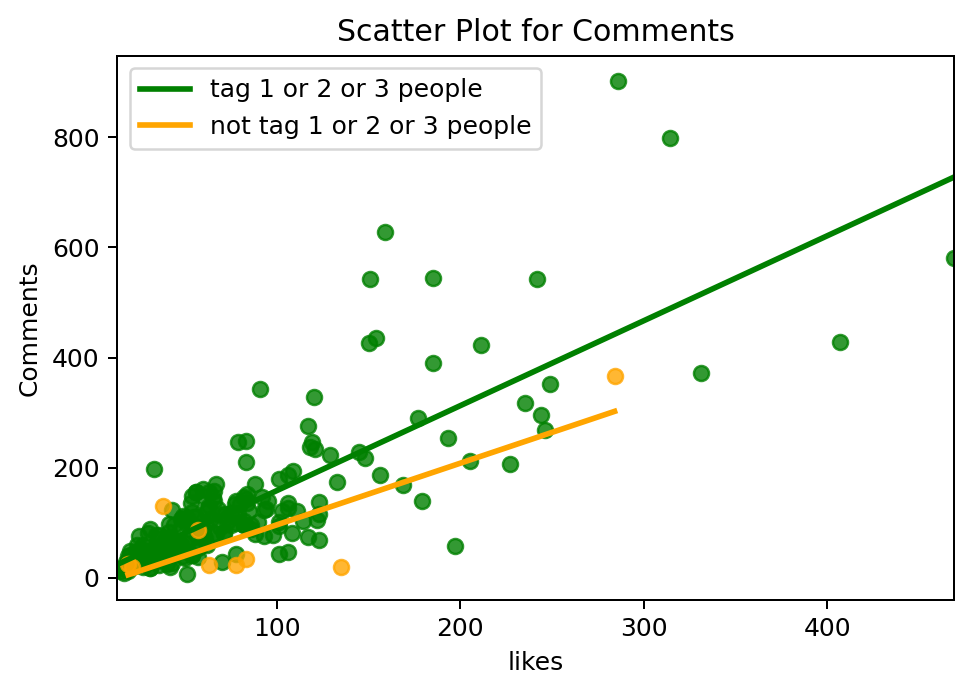 Scatter Plot for Comments
tag 1 or 2 or 3 people
not tag 1 or 2 or 3 people
Comments
800
600
400
200
0
100 200 300 400
likes